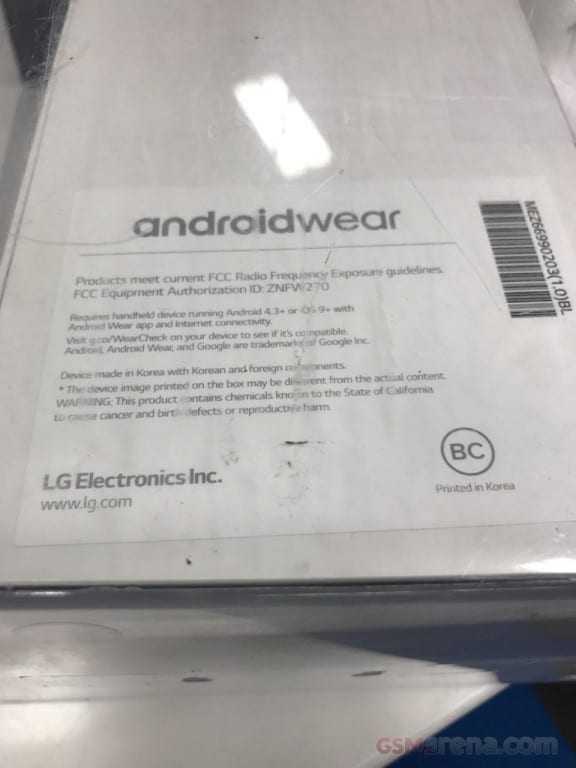 androidwear
Products meet current FCC Radio Frequency Exposure guidelines.
FCC Equipment Authorization ID: ZNFW270
Requires handheld device running Android 4.3+ or iOS 9+ with
Android Wear app and Internet connectivity.
Visit g.co/WearCheck on your device to see if it's compatible.
Android, Android Wear, and Google are trademarks of Google Inc.
Device made in Korea with Korean and foreign components.
* The device image printed on the box may be different from the actual content.
WARNING: This product contains chemicals known to the State of California
to cause cancer and birth defects or reproductive harm.
LG Electronics Inc.
www.lg.com
MEZ66990203(1.0)BL
BC
Printed in Korea
GSMarena.com